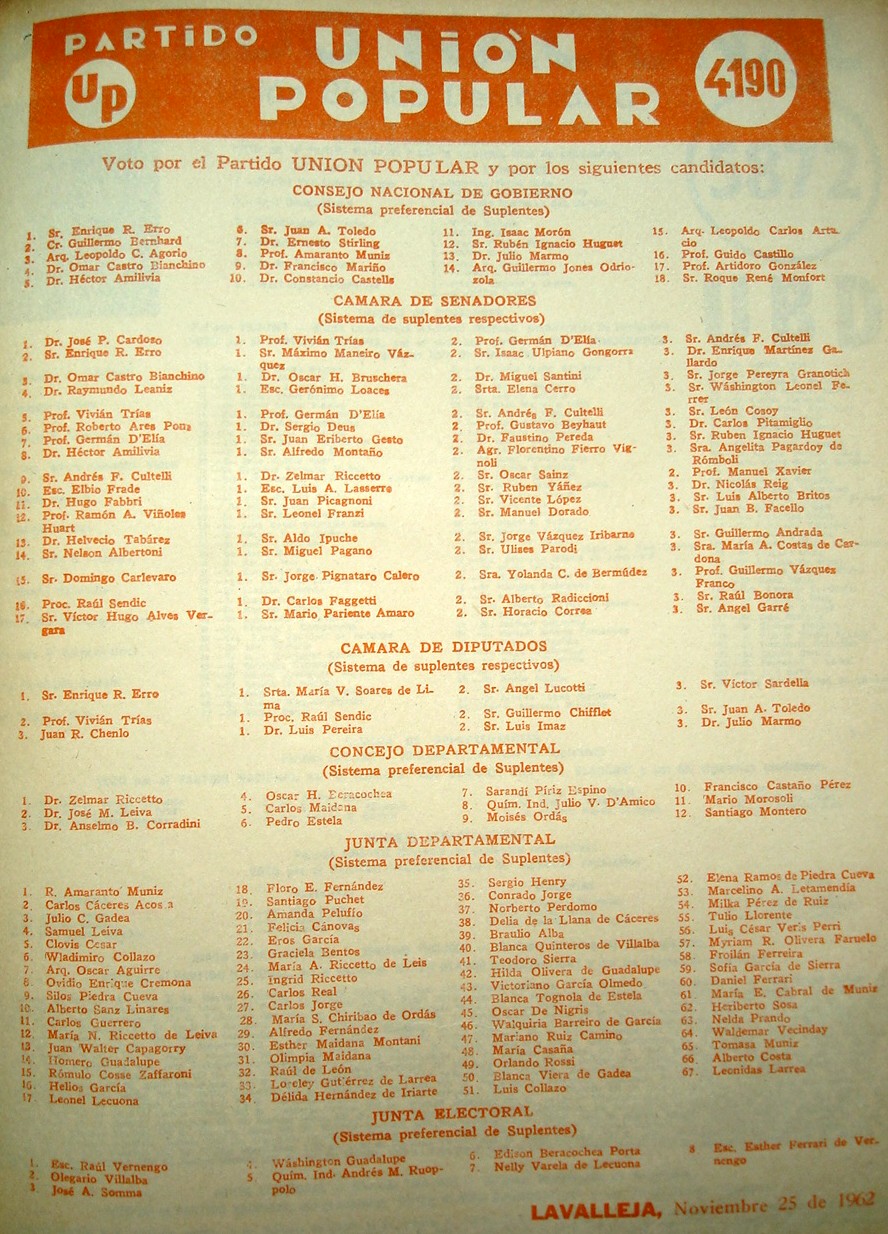 PARTiDO
UNiÓN
POPULAR
UP
4190
Voto por el Partido UNION POPULAR y por los siguientes candidatos:
CONSEJO NACIONAL DE GOBIERNO
(Sistema preferencial de Suplentes)
1. Sr. Enrique R. Erro
2. Cr. Guillermo Bernhard
3. Arq. Leopoldo C. Agorio
4. Dr. Omar Castro Bianchino
5. Dr. Héctor Amilivia
6. Sr. Juan A. Toledo
7. Dr. Ernesto Stirling
8. Prof. Amaranto Muniz
9. Dr. Francisco Mariño
10. Dr. Constancio Castells
11. Ing. Isaac Morón
12. Sr. Rubén Ignacio Huguet
13. Dr. Julio Marmo
14. Arq. Guillermo Jones Odrio-
zola
15. Arq. Leopoldo Carlos Arta-
cio
16. Prof. Guido Castillo
17. Prof. Artidoro González
18. Sr. Roque René Monfort
CAMARA DE SENADORES
(Sistema de suplentes respectivos)
1. Dr. José P. Cardoso
2. Sr. Enrique R. Erro
3. Dr. Omar Castro Bianchino
4. Dr. Raymundo Leaniz
5. Prof. Vivián Trías
6. Prof. Roberto Ares Pons
7. Prof. Germán D'Elía
8. Dr. Héctor Amilivia
9. Sr. Andrés F. Cultelli
10. Esc. Elbio Frade
11. Dr. Hugo Fabbri
12. Prof. Ramón A. Viñoles
Huart
13. Dr. Helvecio Tabárez
14. Sr. Nelson Albertoni
15. Sr. Domingo Carlevaro
16. Proc. Raúl Sendic
17. Sr. Víctor Hugo Alves Ver-
gara
1. Prof. Vivián Trías
1. Sr. Máximo Maneiro Váz-
quez
1. Dr. Oscar H. Bruschera
1. Esc. Gerónimo Loaces
1. Prof. Germán D'Elía
1. Dr. Sergio Deus
1. Sr. Juan Eriberto Gesto
1. Sr. Alfredo Montaño
1. Dr. Zelmar Riccetto
1. Esc. Luis A. Lasserre
1. Sr. Juan Picagnoni
1. Sr. Leonel Franzi
1. Sr. Aldo Ipuche
1. Sr. Miguel Pagano
1. Sr. Jorge Pignataro Calero
1. Dr. Carlos Faggetti
1. Sr. Mario Pariente Amaro
2. Prof. Germán D'Elía
2. Sr. Isaac Ulpiano Gongorra
2. Dr. Miguel Santini
2. Srta. Elena Cerro
2. Sr. Andrés F. Cultelli
2. Prof. Gustavo Beyhaut
2. Dr. Faustino Pereda
2. Agr. Florentino Fierro Vig-
noli
2. Sr. Oscar Sainz
2. Sr. Ruben Yáñez
2. Sr. Vicente López
2. Sr. Manuel Dorado
2. Sr. Jorge Vázquez Iribarne
2. Sr. Ulises Parodi
2. Sra. Yolanda C. de Bermúdez
2. Sr. Alberto Radiccioni
2. Sr. Horacio Correa
3. Sr. Andrés F. Cultelli
3. Dr. Enrique Martínez Ga-
llardo
3. Sr. Jorge Pereyra Granotich
3. Sr. Wáshington Leonel Fe-
rrer
3. Sr. León Cosoy
3. Dr. Carlos Pitamiglio
3. Sr. Ruben Ignacio Huguet
3. Sra. Angelita Pagardoy de
Rómboli
2. Prof. Manuel Xavier
3. Dr. Nicolás Reig
3. Sr. Luis Alberto Britos
3. Sr. Juan B. Facello
3. Sr. Guillermo Andrada
3. Sra. María A. Costas de Car-
dona
3. Prof. Guillermo Vázquez
Franco
3. Sr. Raúl Bonora
3. Sr. Angel Garré
CAMARA DE DIPUTADOS
(Sistema de suplentes respectivos)
1. Sr. Enrique R. Erro
2. Prof. Vivián Trías
3. Juan R. Chenlo
1. Srta. María V. Soares de Li-
ma
1. Proc. Raúl Sendic
1. Dr. Luis Pereira
2. Sr. Angel Lucotti
2. Sr. Guillermo Chifflet
2. Sr. Luis Imaz
3. Sr. Víctor Sardella
3. Sr. Juan A. Toledo
3. Dr. Julio Marmo
CONCEJO DEPARTAMENTAL
(Sistema preferencial de Suplentes)
1. Dr. Zelmar Riccetto
2. Dr. José M. Leiva
3. Dr. Anselmo B. Corradini
4. Oscar H. Beracochea
5. Carlos Maidana
6. Pedro Estela
7. Sarandí Píriz Espino
8. Quím. Ind. Julio V. D'Amico
9. Moisés Ordás
10. Francisco Castaño Pérez
11. Mario Morosoli
12. Santiago Montero
JUNTA DEPARTAMENTAL
(Sistema preferencial de Suplentes)
1. R. Amaranto Muniz
2. Carlos Cáceres Acosta
3. Julio C. Gadea
4. Samuel Leiva
5. Clovis Cesar
6. Wladimiro Collazo
7. Arq. Oscar Aguirre
8. Ovidio Enrique Cremona
9. Silos Piedra Cueva
10. Alberto Sanz Linares
11. Carlos Guerrero
12. María N. Riccetto de Leiva
13. Juan Walter Capagorry
14. Homero Guadalupe
15. Rómulo Cosse Zaffaroni
16. Helios García
17. Leonel Lecuona
18. Floro E. Fernández
19. Santiago Puchet
20. Amanda Pelufío
21. Felicia Cánovas
22. Eros García
23. Graciela Bentos
24. María A. Riccetto de Leis
25. Ingrid Riccetto
26. Carlos Real
27. Carlos Jorge
28. María S. Chiribao de Ordás
29. Alfredo Fernández
30. Esther Maidana Montani
31. Olimpia Maidana
32. Raúl de León
33. Loreley Gutiérrez de Larrea
34. Délida Hernández de Iriarte
35. Sergio Henry
36. Conrado Jorge
37. Norberto Perdomo
38. Delia de la Llana de Cáceres
39. Braulio Alba
40. Blanca Quinteros de Villalba
41. Teodoro Sierra
42. Hilda Olivera de Guadalupe
43. Victoriano García Olmedo
44. Blanca Tognola de Estela
45. Oscar De Nigris
46. Walquiria Barreiro de García
47. Mariano Ruiz Camino
48. María Casaña
49. Orlando Rossi
50. Blanca Viera de Gadea
51. Luis Collazo
52. Elena Ramos de Piedra Cueva
53. Marcelino A. Letamendía
54. Milka Pérez de Ruiz
55. Tulio Llorente
56. Luis César Veris Perri
57. Myriam R. Olivera Faruelo
58. Froilán Ferreira
59. Sofía García de Sierra
60. Daniel Ferrari
61. María E. Cabral de Muniz
62. Heriberto Sosa
63. Nelda Prando
64. Waldemar Vecinday
65. Tomasa Muniz
66. Alberto Costa
67. Leonidas Larrea
JUNTA ELECTORAL
(Sistema preferencial de Suplentes)
1. Esc. Raúl Vernengo
2. Olegario Villalba
3. José A. Somma
4. Wáshington Guadalupe
5. Quím. Ind. Andrés M. Ruop-
polo
6. Edison Beracochea Porta
7. Nelly Varela de Lecuona
8 Esc. Esther Ferrari de Ver-
nengo
LAVALLEJA, Noviembre 25 de 1962